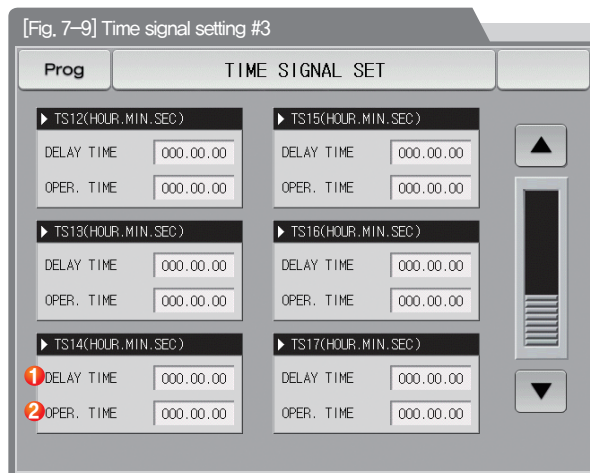 [Fig. 7-9] Time signal setting #3
Prog
TIME SIGNAL SET
▶ TS12(HOUR.MIN.SEC)
DELAY TIME 000.00.00
OPER. TIME 000.00.00
▶ TS15(HOUR.MIN.SEC)
DELAY TIME 000.00.00
OPER. TIME 000.00.00
▶ TS13(HOUR.MIN.SEC)
DELAY TIME 000.00.00
OPER. TIME 000.00.00
▶ TS16(HOUR.MIN.SEC)
DELAY TIME 000.00.00
OPER. TIME 000.00.00
▶ TS14(HOUR.MIN.SEC)
1 DELAY TIME 000.00.00
2 OPER. TIME 000.00.00
▶ TS17(HOUR.MIN.SEC)
DELAY TIME 000.00.00
OPER. TIME 000.00.00